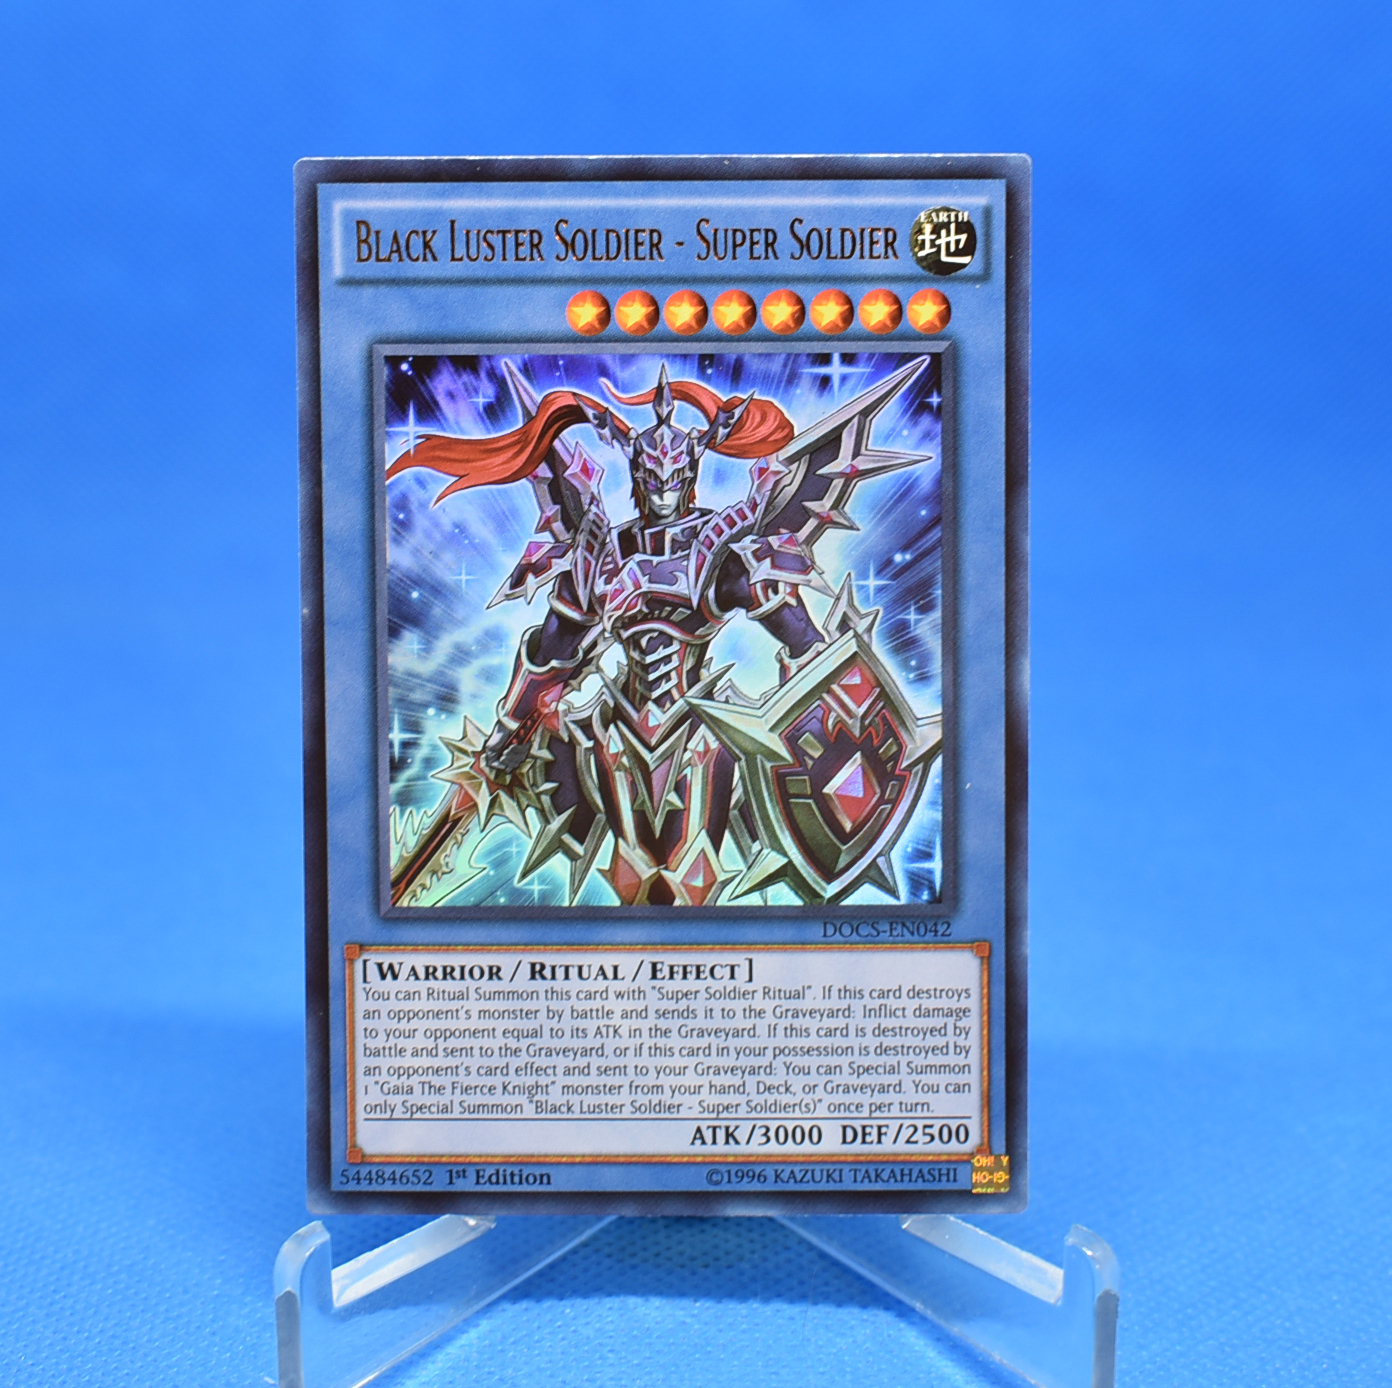 BLACK LUSTER SOLDIER - SUPER SOLDIER
EARTH
地
DOCS-EN042
[WARRIOR / RITUAL / EFFECT]
You can Ritual Summon this card with "Super Soldier Ritual". If this card destroys
an opponent's monster by battle and sends it to the Graveyard: Inflict damage
to your opponent equal to its ATK in the Graveyard. If this card is destroyed by
battle and sent to the Graveyard, or if this card in your possession is destroyed by
an opponent's card effect and sent to your Graveyard: You can Special Summon
1 "Gaia The Fierce Knight" monster from your hand, Deck, or Graveyard. You can
only Special Summon "Black Luster Soldier - Super Soldier(s)" once per turn.
ATK/3000 DEF/2500
54484652 1st Edition
©1996 KAZUKI TAKAHASHI
-OH! Y
-GI-OH